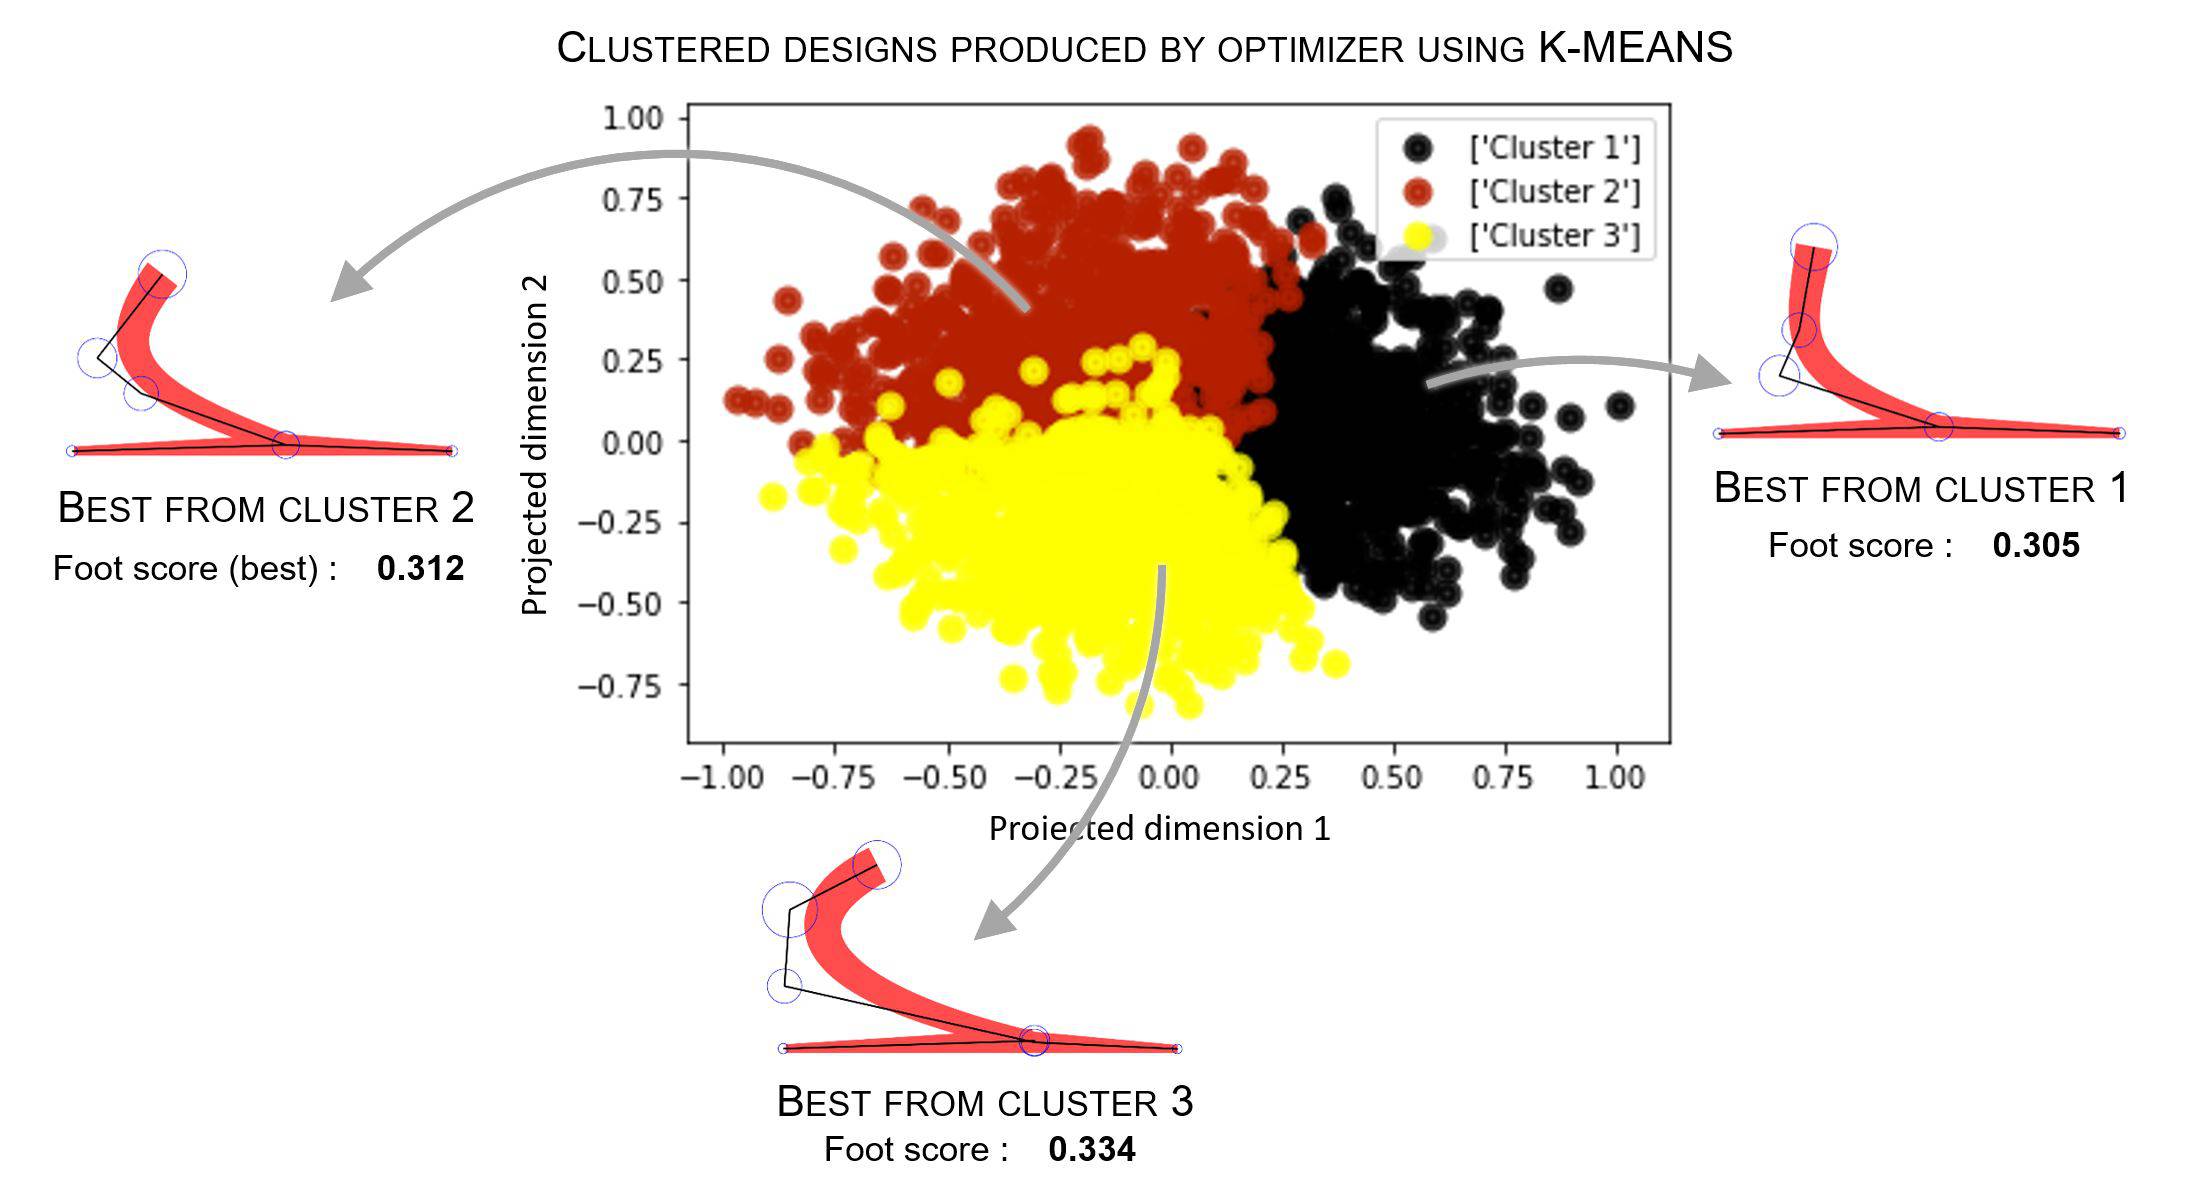 CLUSTERED DESIGNS PRODUCED BY OPTIMIZER USING K-MEANS
1.00
0.75
0.50
0.25
0.00
−0.25
−0.50
−0.75
Projected dimension 2
['Cluster 1']
['Cluster 2']
['Cluster 3']
BEST FROM CLUSTER 2
Foot score (best) : 0.312
BEST FROM CLUSTER 1
Foot score : 0.305
−1.00 −0.75 −0.50 −0.25 0.00 0.25 0.50 0.75 1.00
Projected dimension 1
BEST FROM CLUSTER 3
Foot score : 0.334